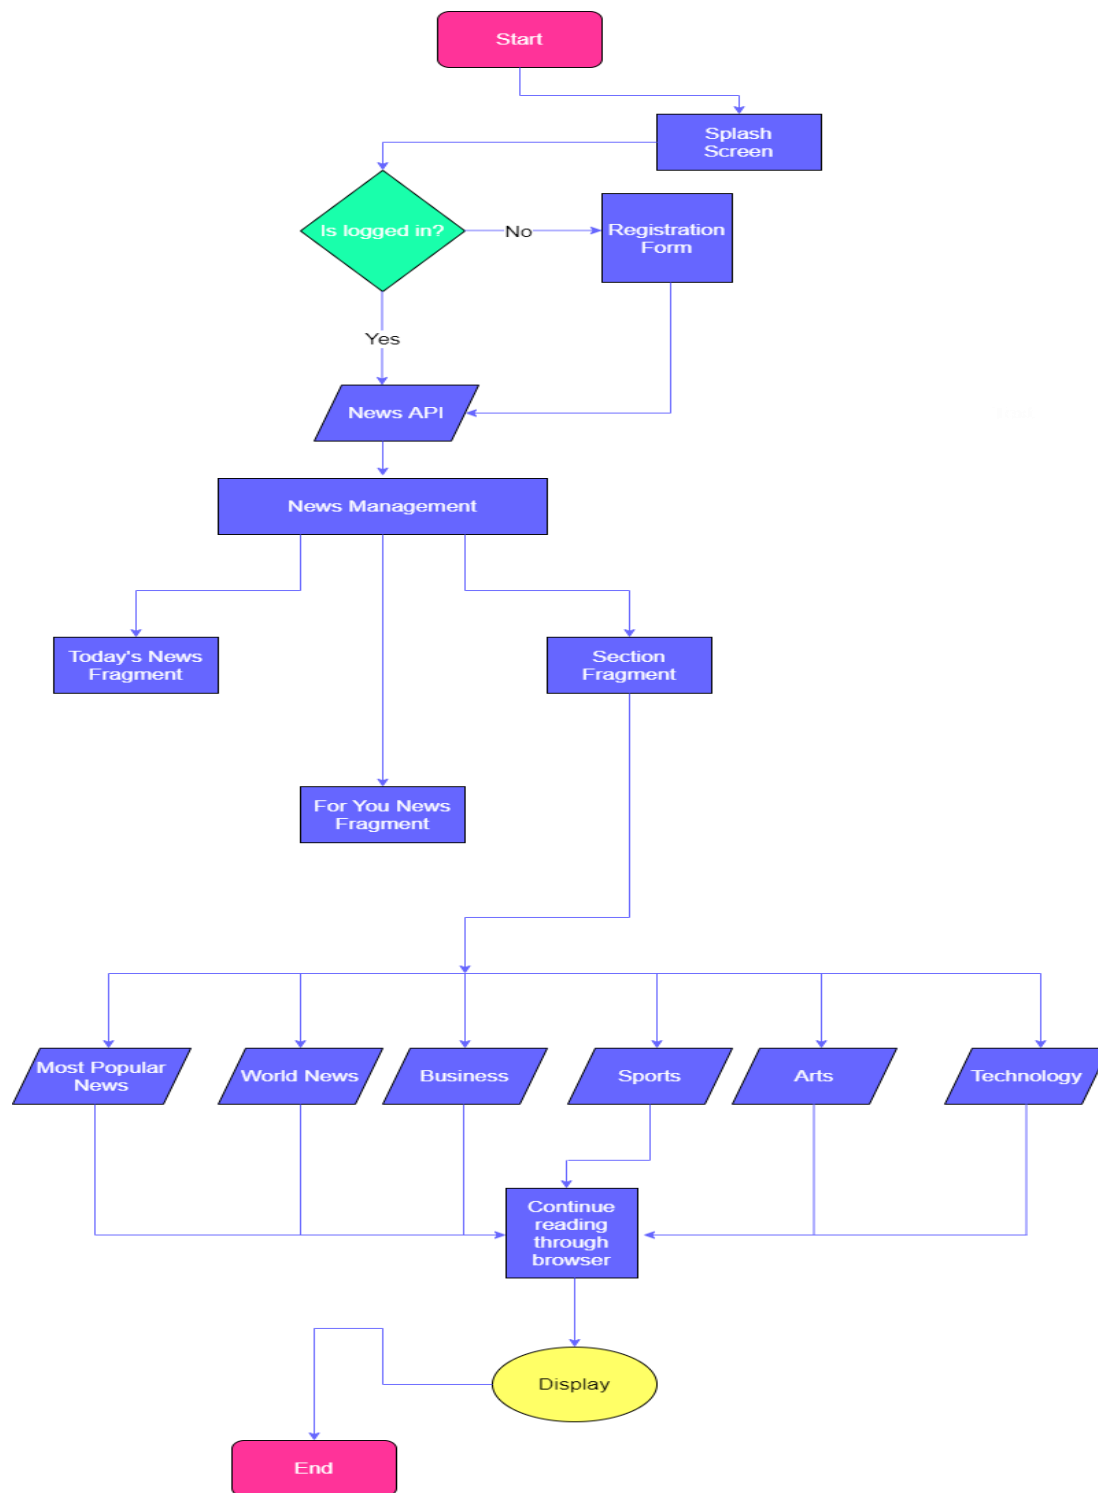 Start
Splash
Screen
Is logged in?
No
Registration
Form
Yes
News API
News Management
Today's News
Fragment
Section
Fragment
For You News
Fragment
Most Popular
News
World News
Business
Sports
Arts
Technology
Continue
reading
through
browser
Display
End